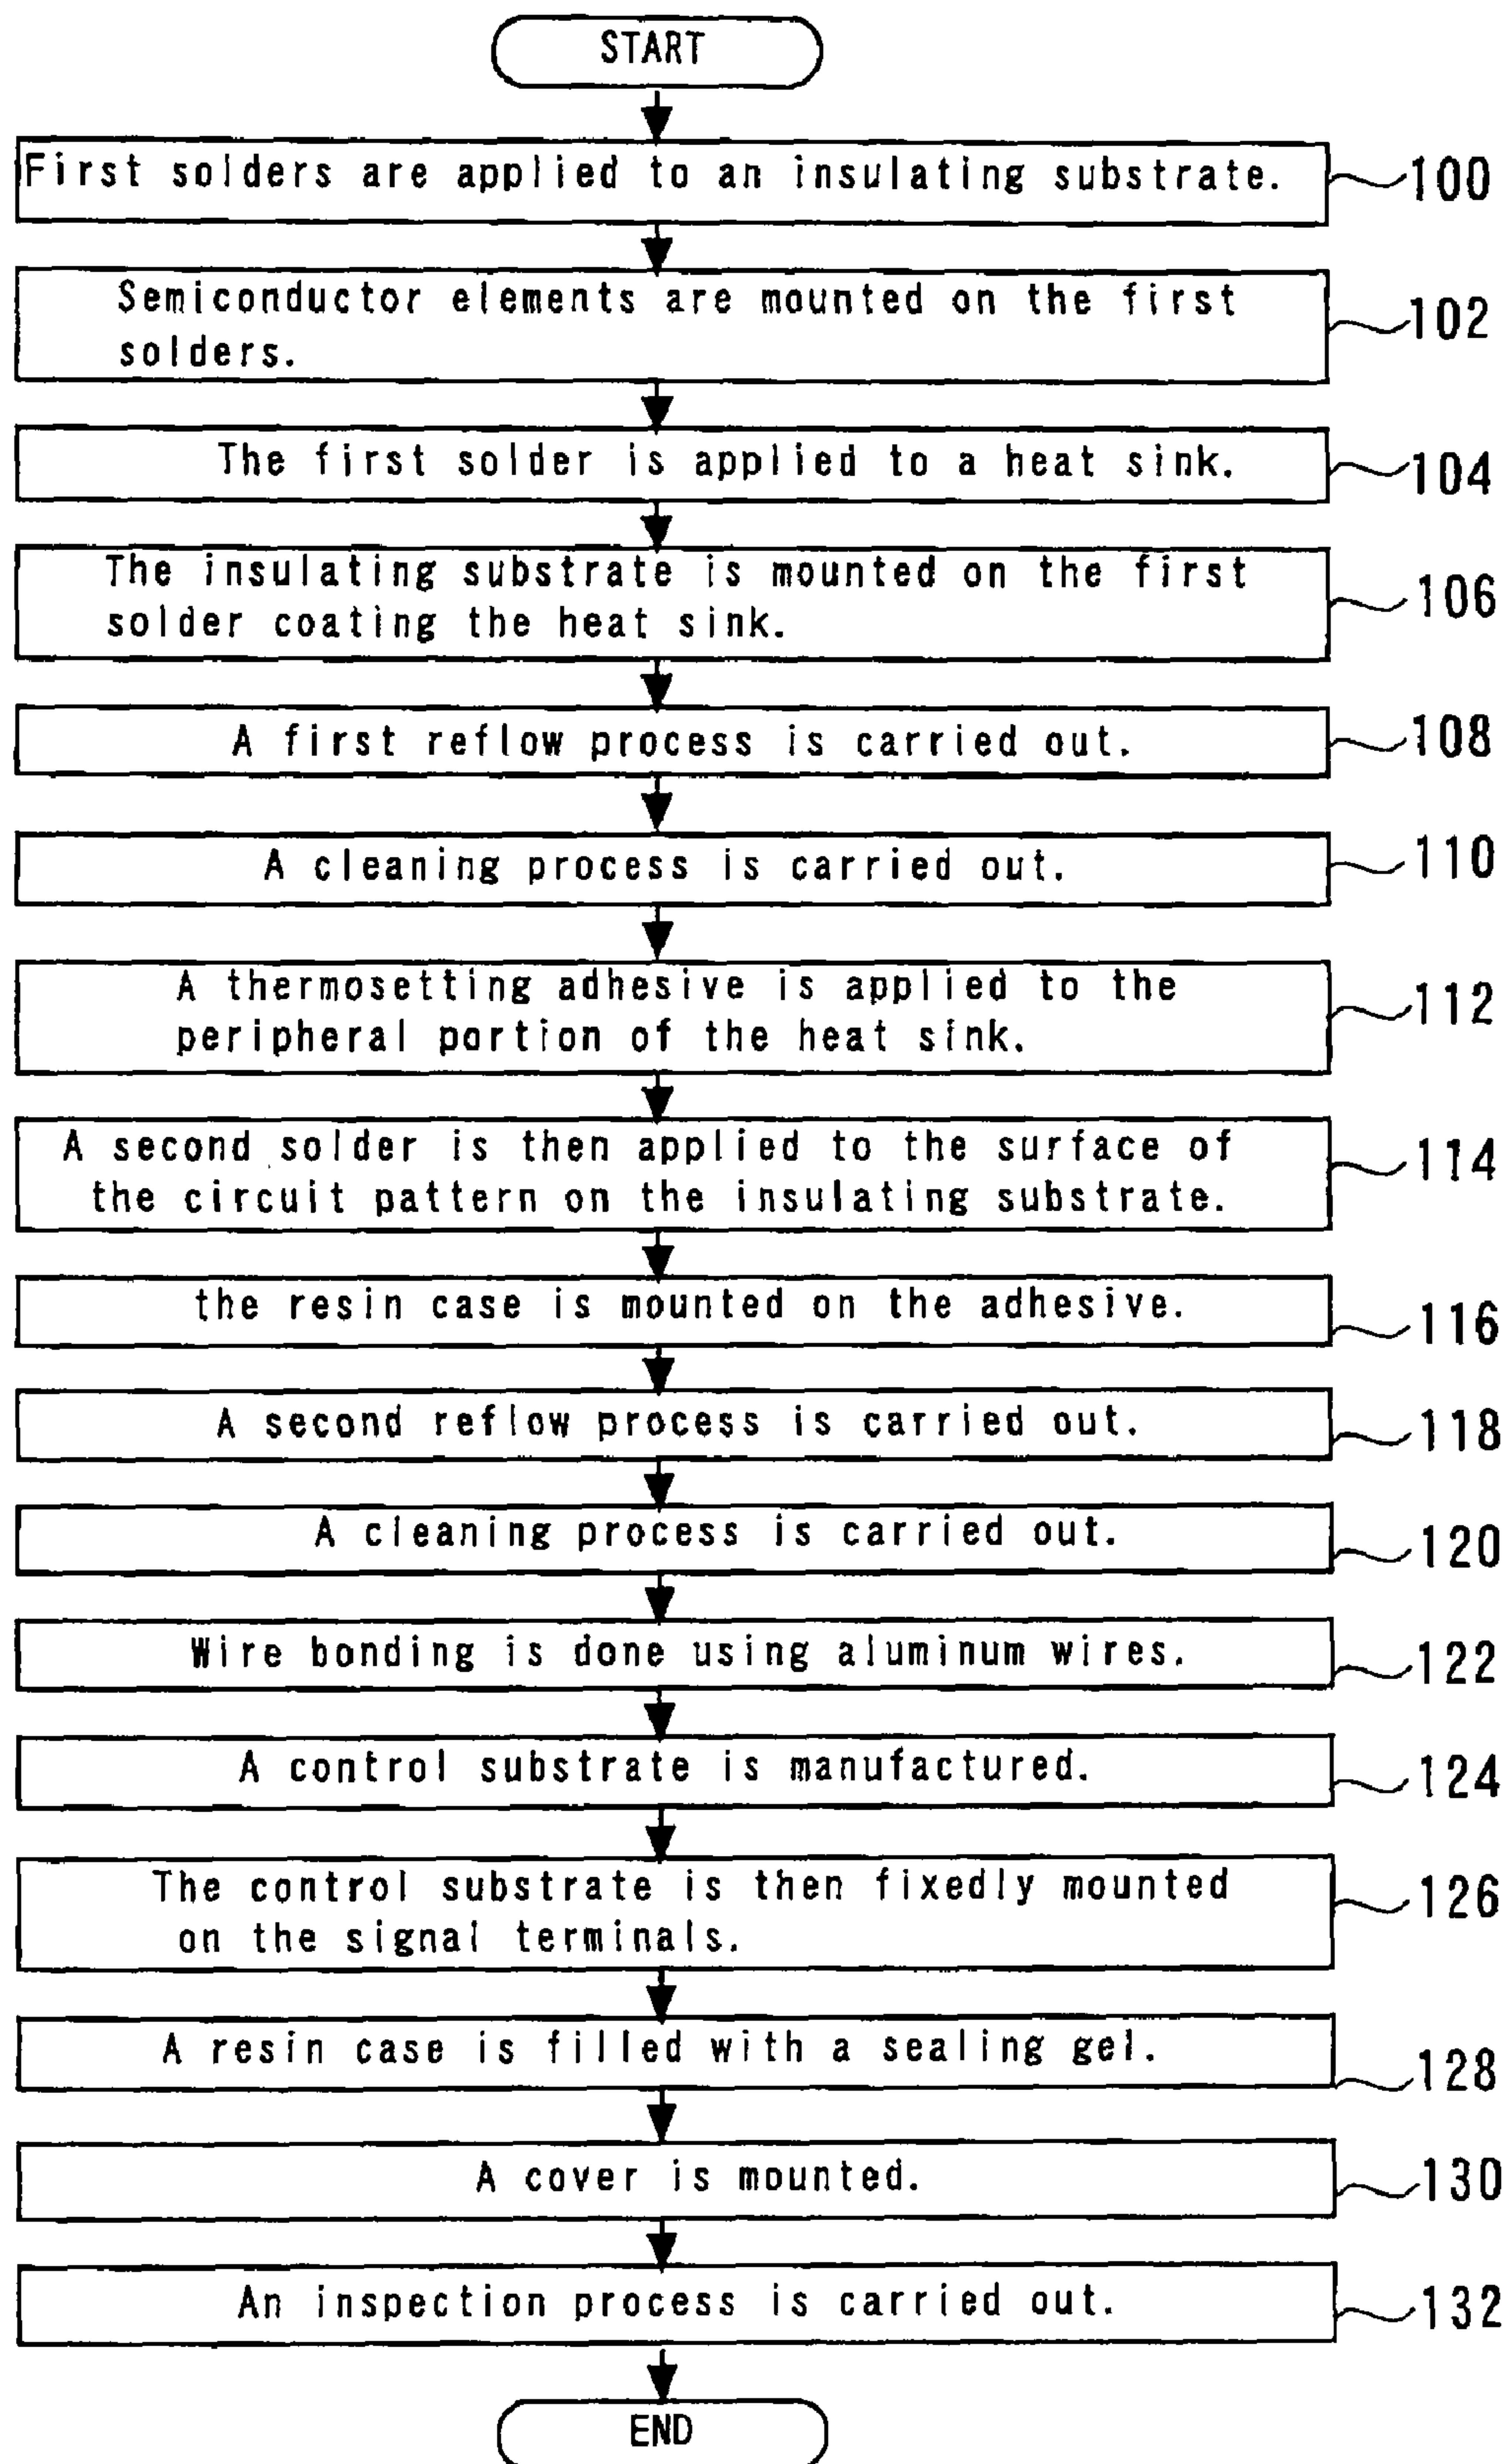 START
First solders are applied to an insulating substrate.
100
Semiconductor elements are mounted on the first
solders.
102
The first solder is applied to a heat sink.
104
The insulating substrate is mounted on the first
solder coating the heat sink.
106
A first reflow process is carried out.
108
A cleaning process is carried out.
110
A thermosetting adhesive is applied to the
peripheral portion of the heat sink.
112
A second solder is then applied to the surface of
the circuit pattern on the insulating substrate.
114
the resin case is mounted on the adhesive.
116
A second reflow process is carried out.
118
A cleaning process is carried out.
120
Wire bonding is done using aluminum wires.
122
A control substrate is manufactured.
124
The control substrate is then fixedly mounted
on the signal terminals.
126
A resin case is filled with a sealing gel.
128
A cover is mounted.
130
An inspection process is carried out.
132
END